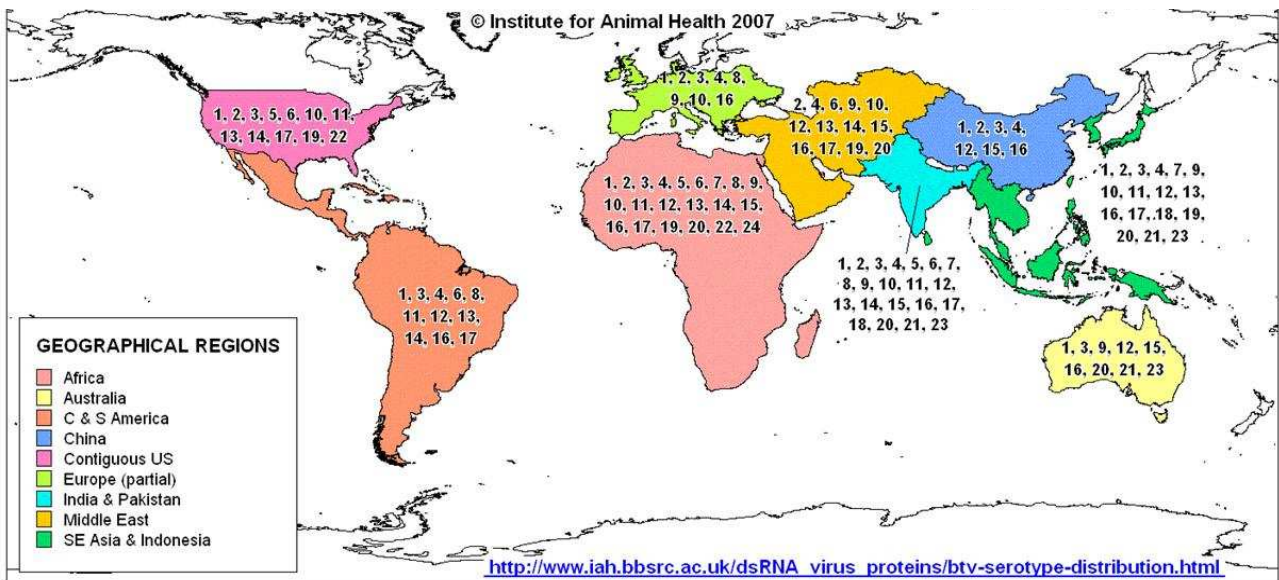 © Institute for Animal Health 2007
1, 2, 3, 5, 6, 10, 11,
13, 14, 17, 19, 22
1, 2, 3, 4, 8,
9, 10, 16
2, 4, 6, 9, 10,
12, 13, 14, 15,
16, 17, 19, 20
1, 2, 3, 4,
12, 15, 16
1, 2, 3, 4, 7, 9,
10, 11, 12, 13,
16, 17, 18, 19,
20, 21, 23
1, 2, 3, 4, 5, 6, 7, 8, 9,
10, 11, 12, 13, 14, 15,
16, 17, 19, 20, 22, 24
1, 2, 3, 4, 5, 6, 7,
8, 9, 10, 11, 12,
13, 14, 15, 16, 17,
18, 20, 21, 23
1, 3, 4, 6, 8,
11, 12, 13,
14, 16, 17
1, 3, 9, 12, 15,
16, 20, 21, 23
GEOGRAPHICAL REGIONS
Africa
Australia
C & S America
China
Contiguous US
Europe (partial)
India & Pakistan
Middle East
SE Asia & Indonesia
http://www.iah.bbsrc.ac.uk/dsRNA_virus_proteins/btv-serotype-distribution.html